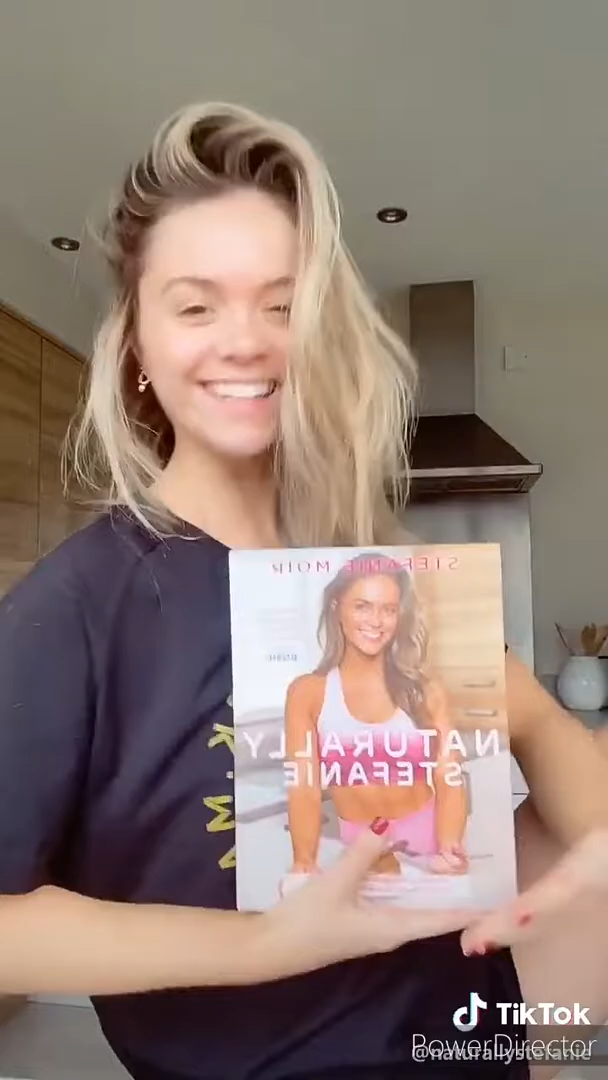 STEFANIE MOIR
NATURALLY
STEFANIE
TikTok
PowerDirector
@naturallystefanie